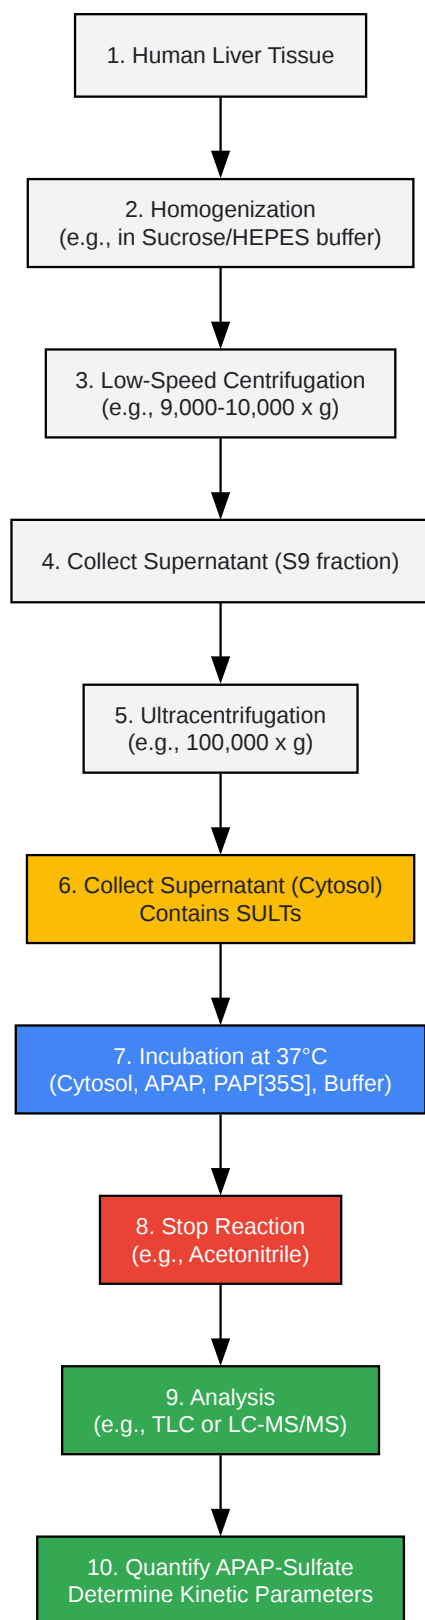 1. Human Liver Tissue
2. Homogenization
(e.g., in Sucrose/HEPES buffer)
3. Low-Speed Centrifugation
(e.g., 9,000-10,000 x g)
4. Collect Supernatant (S9 fraction)
5. Ultracentrifugation
(e.g., 100,000 x g)
6. Collect Supernatant (Cytosol)
Contains SULTs
7. Incubation at 37°C
(Cytosol, APAP, PAP[35S], Buffer)
8. Stop Reaction
(e.g., Acetonitrile)
9. Analysis
(e.g., TLC or LC-MS/MS)
10. Quantify APAP-Sulfate
Determine Kinetic Parameters